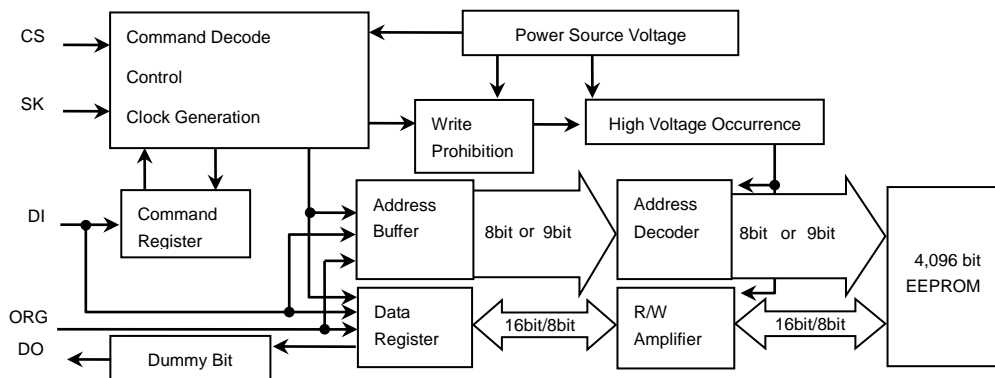 CS
Command Decode
Control
Clock Generation
Power Source Voltage
SK
Write
Prohibition
High Voltage Occurrence
DI
Command
Register
Address
Buffer
8bit or 9bit
Address
Decoder
8bit or 9bit
4,096 bit
EEPROM
ORG
Data
Register
16bit/8bit
R/W
Amplifier
16bit/8bit
DO
Dummy Bit